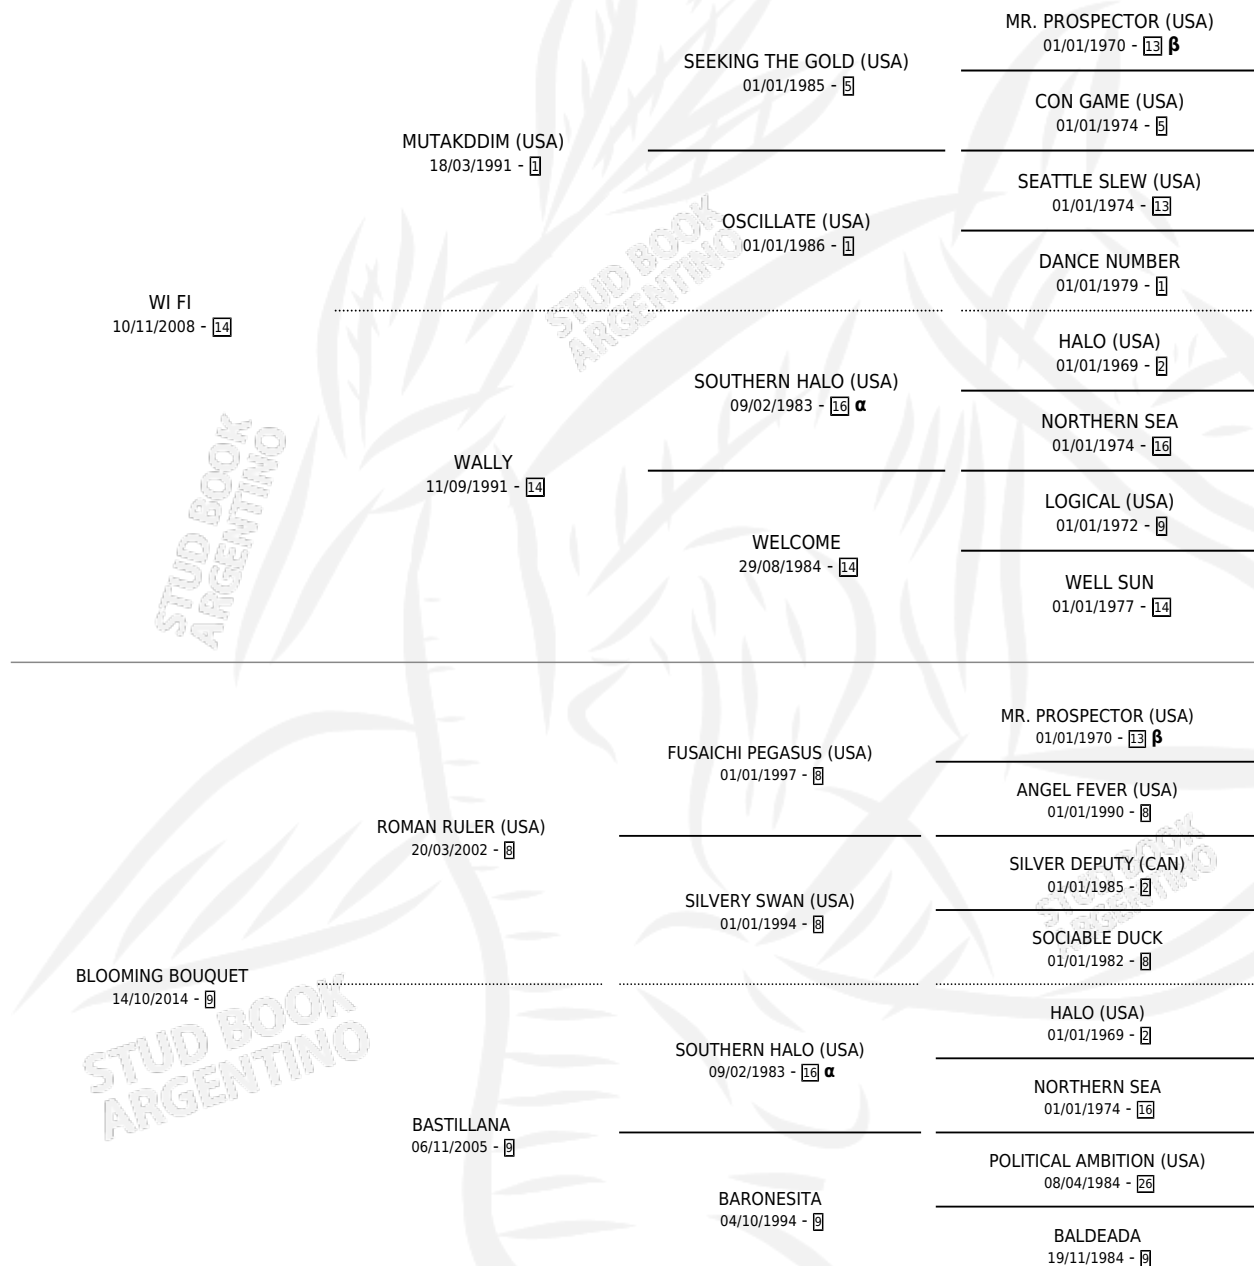 MR. PROSPECTOR (USA)
01/01/1970 - 13 β
SEEKING THE GOLD (USA)
01/01/1985 - 5
CON GAME (USA)
01/01/1974 - 5
MUTAKDDIM (USA)
18/03/1991 - 1
SEATTLE SLEW (USA)
01/01/1974 - 13
OSCILLATE (USA)
01/01/1986 - 1
DANCE NUMBER
01/01/1979 - 1
STUD BOOK
ARGENTINO
WI FI
10/11/2008 - 14
HALO (USA)
01/01/1969 - 2
SOUTHERN HALO (USA)
09/02/1983 - 16 α
NORTHERN SEA
01/01/1974 - 16
WALLY
11/09/1991 - 14
LOGICAL (USA)
01/01/1972 - 9
WELCOME
29/08/1984 - 14
WELL SUN
01/01/1977 - 14
STUD BOOK
ARGENTINO
MR. PROSPECTOR (USA)
01/01/1970 - 13 β
FUSAICHI PEGASUS (USA)
01/01/1997 - 8
ANGEL FEVER (USA)
01/01/1990 - 8
ROMAN RULER (USA)
20/03/2002 - 8
SILVER DEPUTY (CAN)
01/01/1985 - 2
SILVERY SWAN (USA)
01/01/1994 - 8
SOCIABLE DUCK
01/01/1982 - 8
STUD BOOK
ARGENTINO
BLOOMING BOUQUET
14/10/2014 - 9
HALO (USA)
01/01/1969 - 2
SOUTHERN HALO (USA)
09/02/1983 - 16 α
NORTHERN SEA
01/01/1974 - 16
STUD BOOK
ARGENTINO
BASTILLANA
06/11/2005 - 9
POLITICAL AMBITION (USA)
08/04/1984 - 26
BARONESITA
04/10/1994 - 9
BALDEADA
19/11/1984 - 9